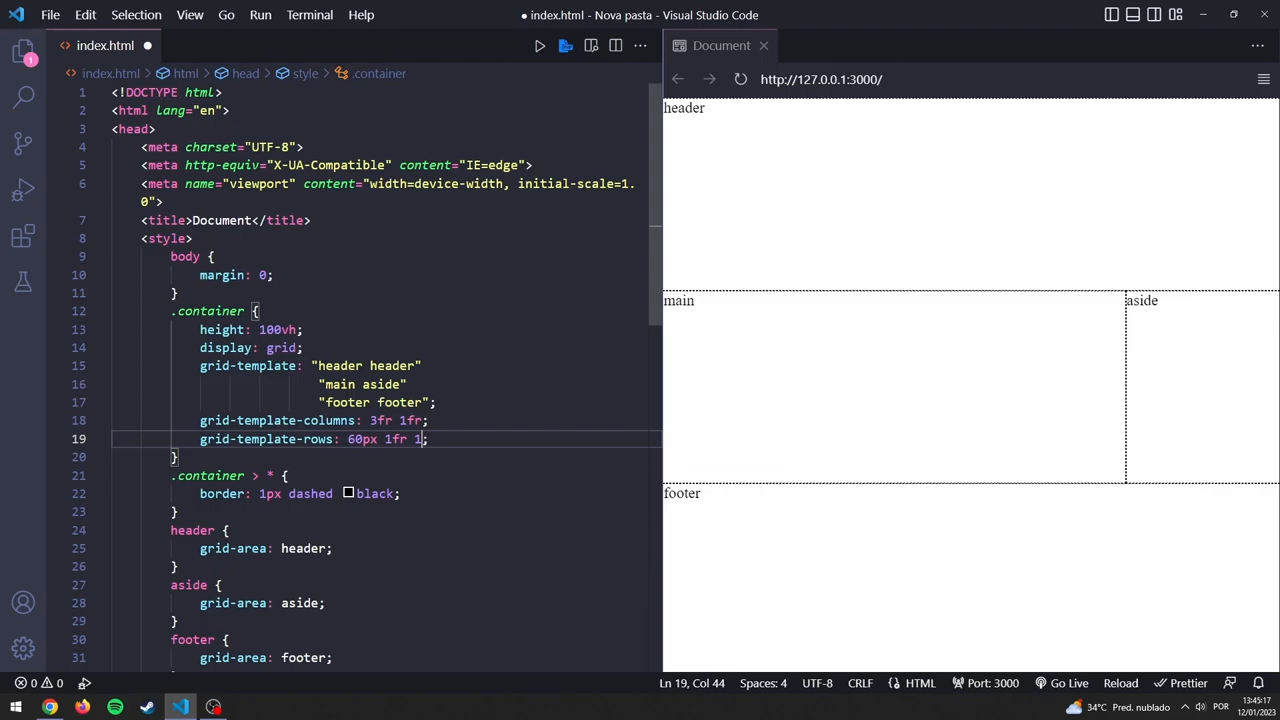 File Edit Selection View Go Run Terminal Help
● index.html - Nova pasta - Visual Studio Code
index.html ●
index.html > html > head > style > .container
1 <!DOCTYPE html>
2 <html lang="en">
3 <head>
4 <meta charset="UTF-8">
5 <meta http-equiv="X-UA-Compatible" content="IE=edge">
6 <meta name="viewport" content="width=device-width, initial-scale=1.
0">
7 <title>Document</title>
8 <style>
9 body {
10 margin: 0;
11 }
12 .container {
13 height: 100vh;
14 display: grid;
15 grid-template: "header header"
16 "main aside"
17 "footer footer";
18 grid-template-columns: 3fr 1fr;
19 grid-template-rows: 60px 1fr 1;
20 }
21 .container > * {
22 border: 1px dashed black;
23 }
24 header {
25 grid-area: header;
26 }
27 aside {
28 grid-area: aside;
29 }
30 footer {
31 grid-area: footer;
1
Document
http://127.0.0.1:3000/
header
main
aside
footer
0 0
Ln 19, Col 44 Spaces: 4 UTF-8 CRLF HTML Port: 3000 Go Live Reload Prettier
34°C Pred. nublado POR
13:45:17
12/01/2023